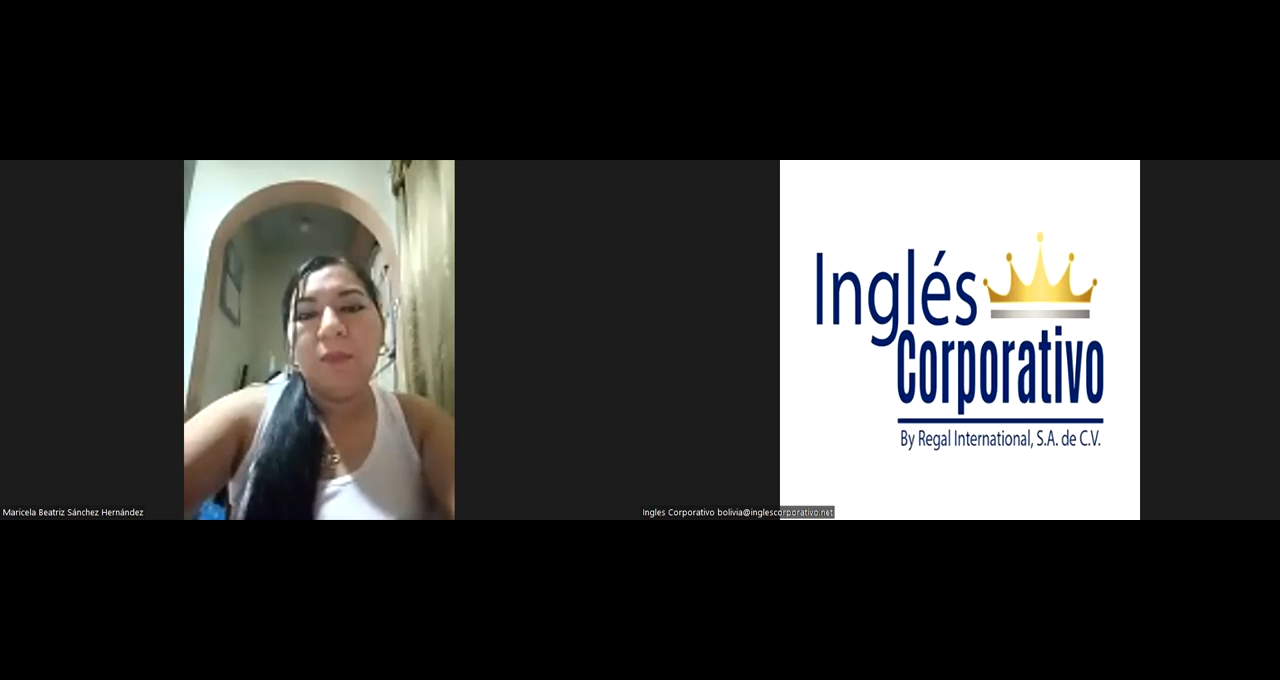 Inglés
Corporativo
By Regal International, S.A. de C.V.
Maricela Beatriz Sánchez Hernández
Ingles Corporativo bolivia@inglescorporativo.net